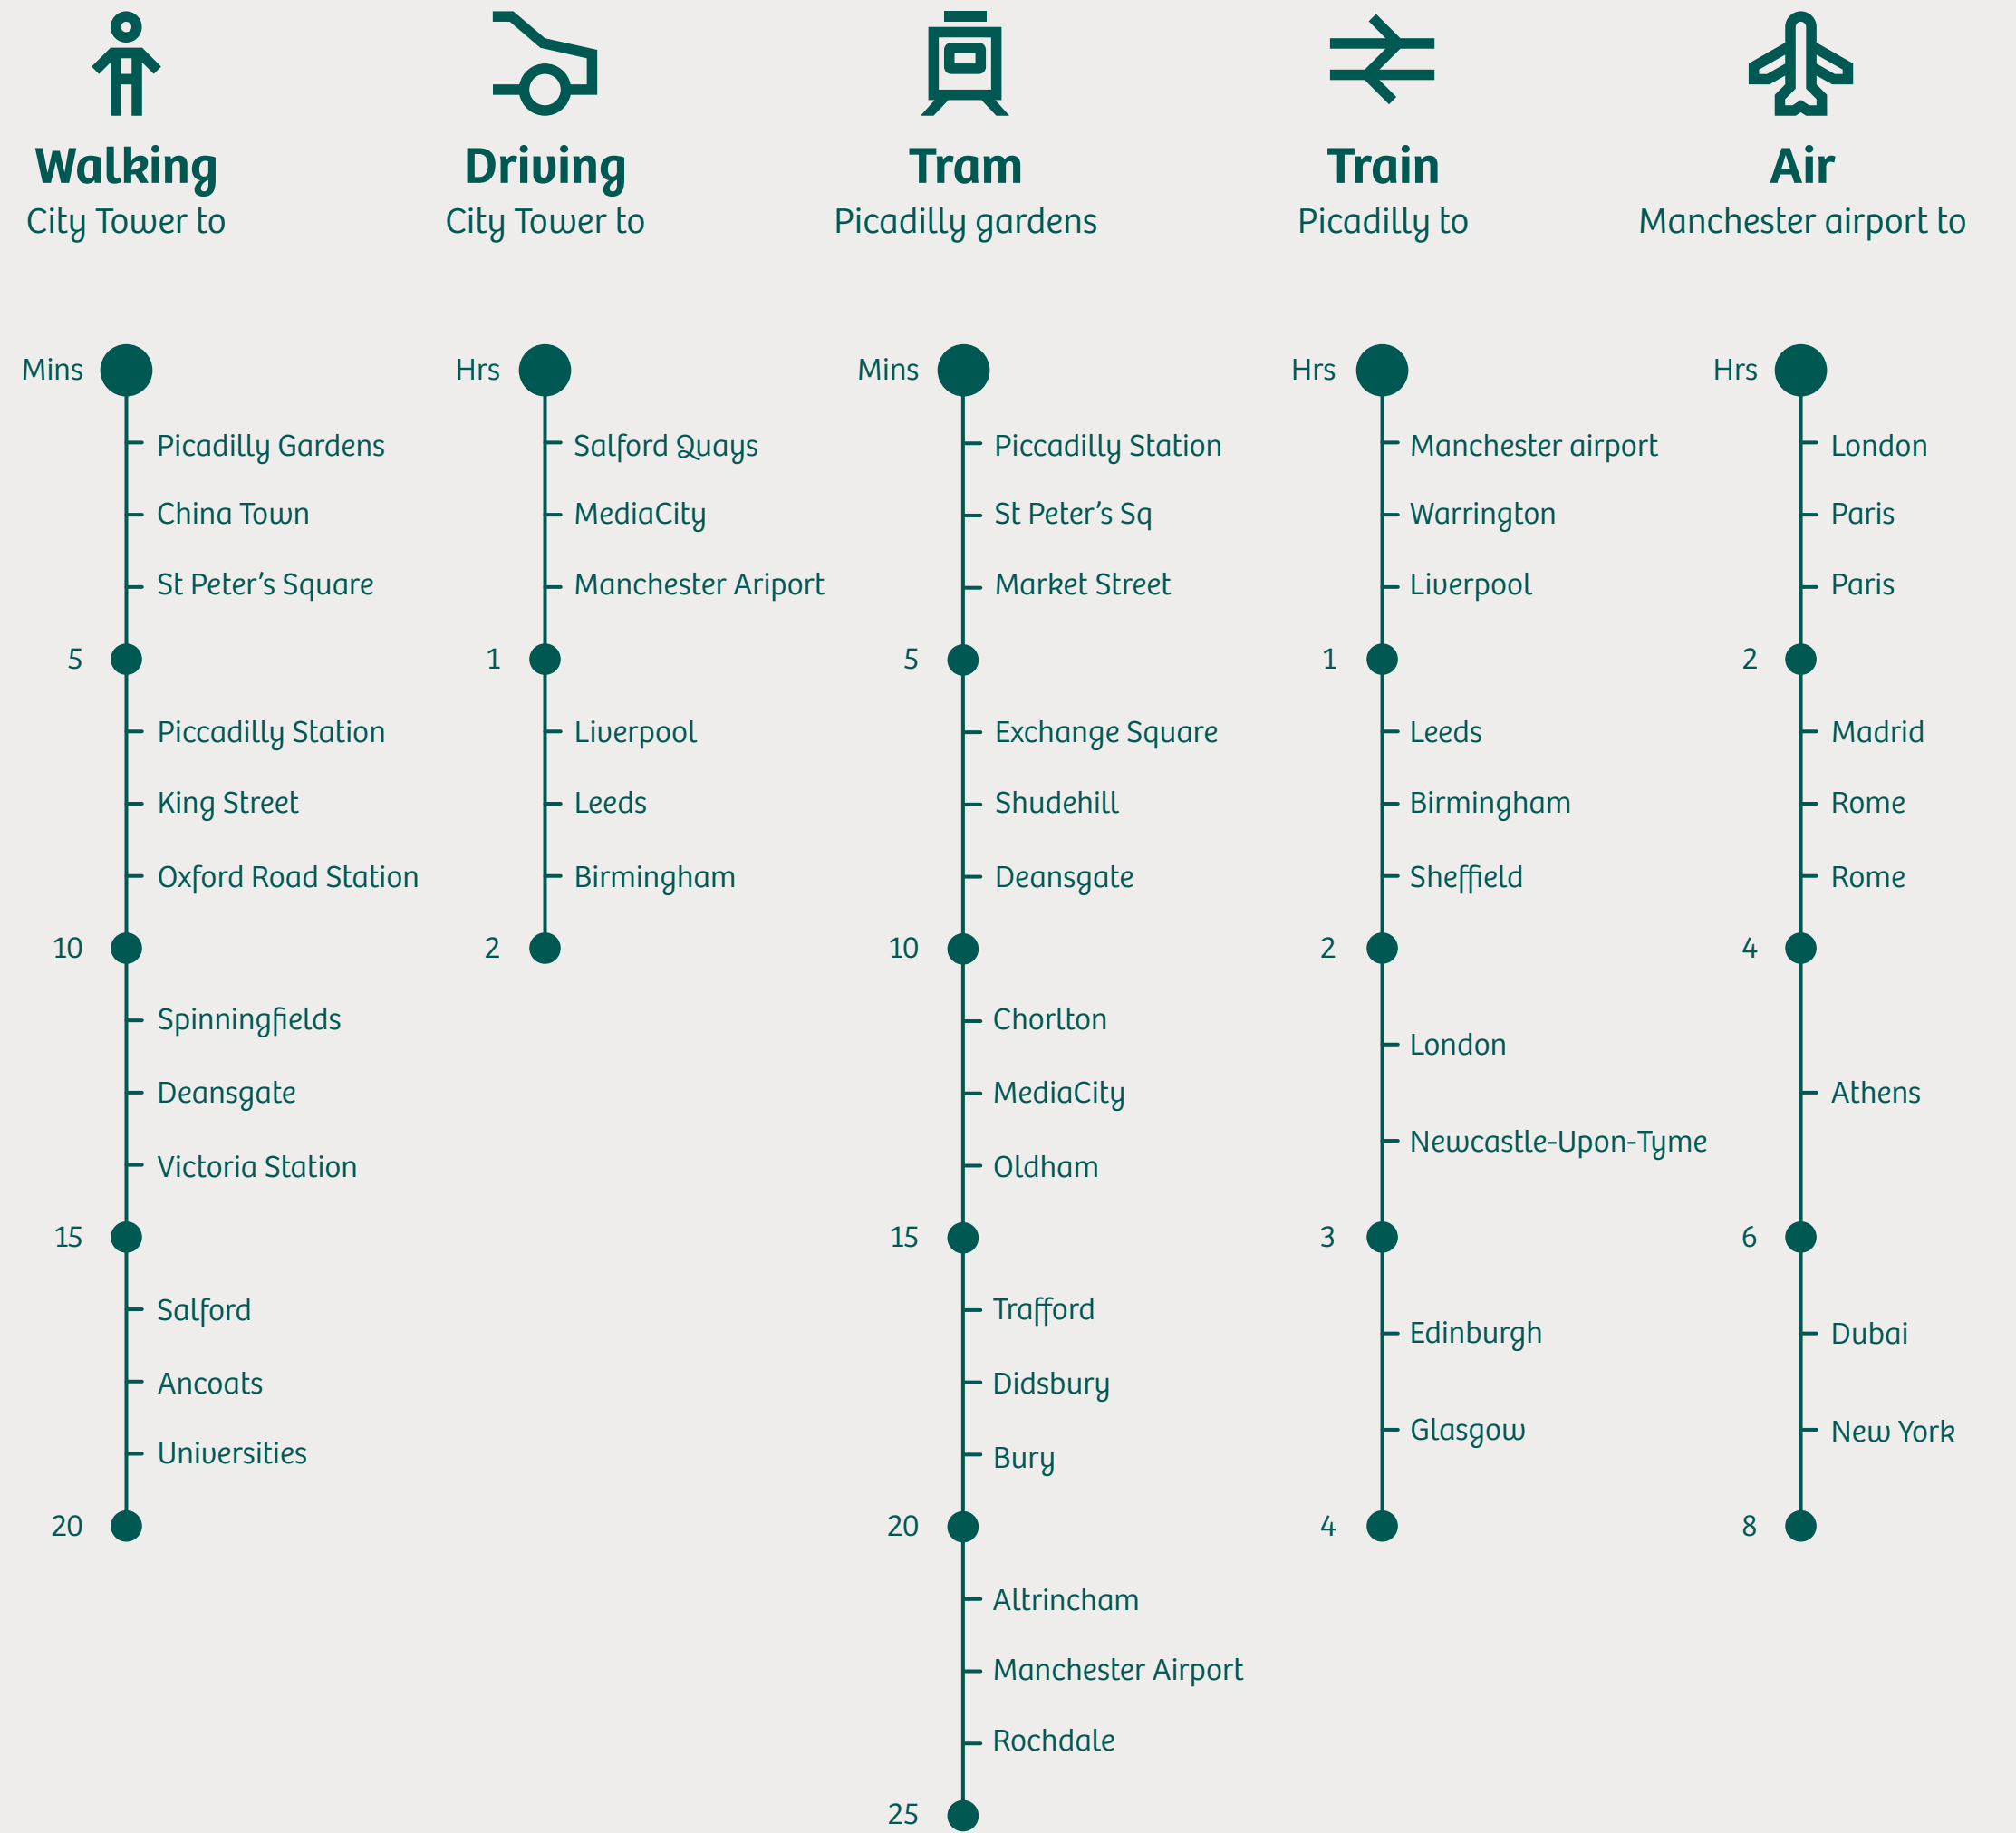 Walking
City Tower to
Mins
Picadilly Gardens
China Town
St Peter’s Square
5
Piccadilly Station
King Street
Oxford Road Station
10
Spinningfields
Deansgate
Victoria Station
15
Salford
Ancoats
Universities
20
Driving
City Tower to
Hrs
Salford Quays
MediaCity
Manchester Ariport
1
Liverpool
Leeds
Birmingham
2
Tram
Picadilly gardens
Mins
Piccadilly Station
St Peter’s Sq
Market Street
5
Exchange Square
Shudehill
Deansgate
10
Chorlton
MediaCity
Oldham
15
Trafford
Didsbury
Bury
20
Altrincham
Manchester Airport
Rochdale
25
Train
Picadilly to
Hrs
Manchester airport
Warrington
Liverpool
1
Leeds
Birmingham
Sheffield
2
London
Newcastle-Upon-Tyme
3
Edinburgh
Glasgow
4
Air
Manchester airport to
Hrs
London
Paris
Paris
2
Madrid
Rome
Rome
4
Athens
6
Dubai
New York
8